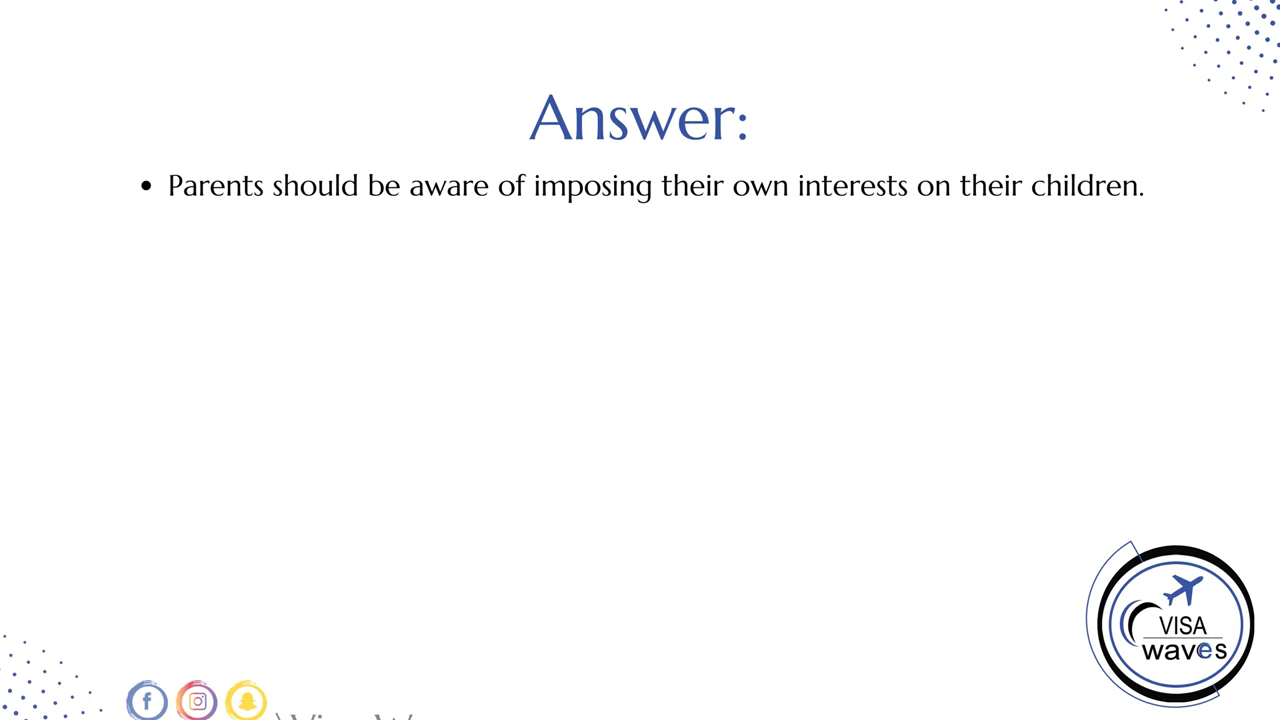 Answer:
• Parents should be aware of imposing their own interests on their children.
VISA
waves